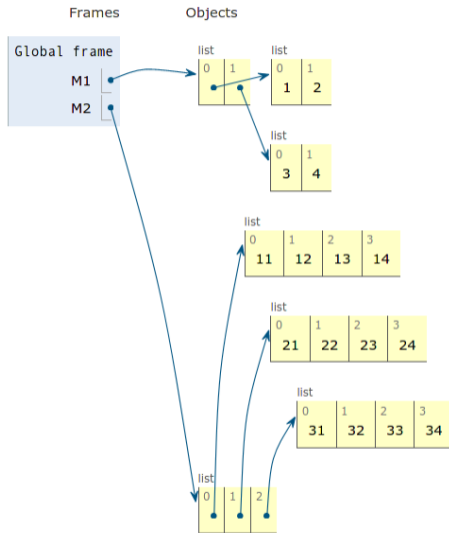 Frames Objects
Global frame
M1
M2
list list
0 1 0 1
1 2
list
0 1
3 4
list
0 1 2 3
11 12 13 14
list
0 1 2 3
21 22 23 24
list
0 1 2 3
31 32 33 34
list
0 1 2